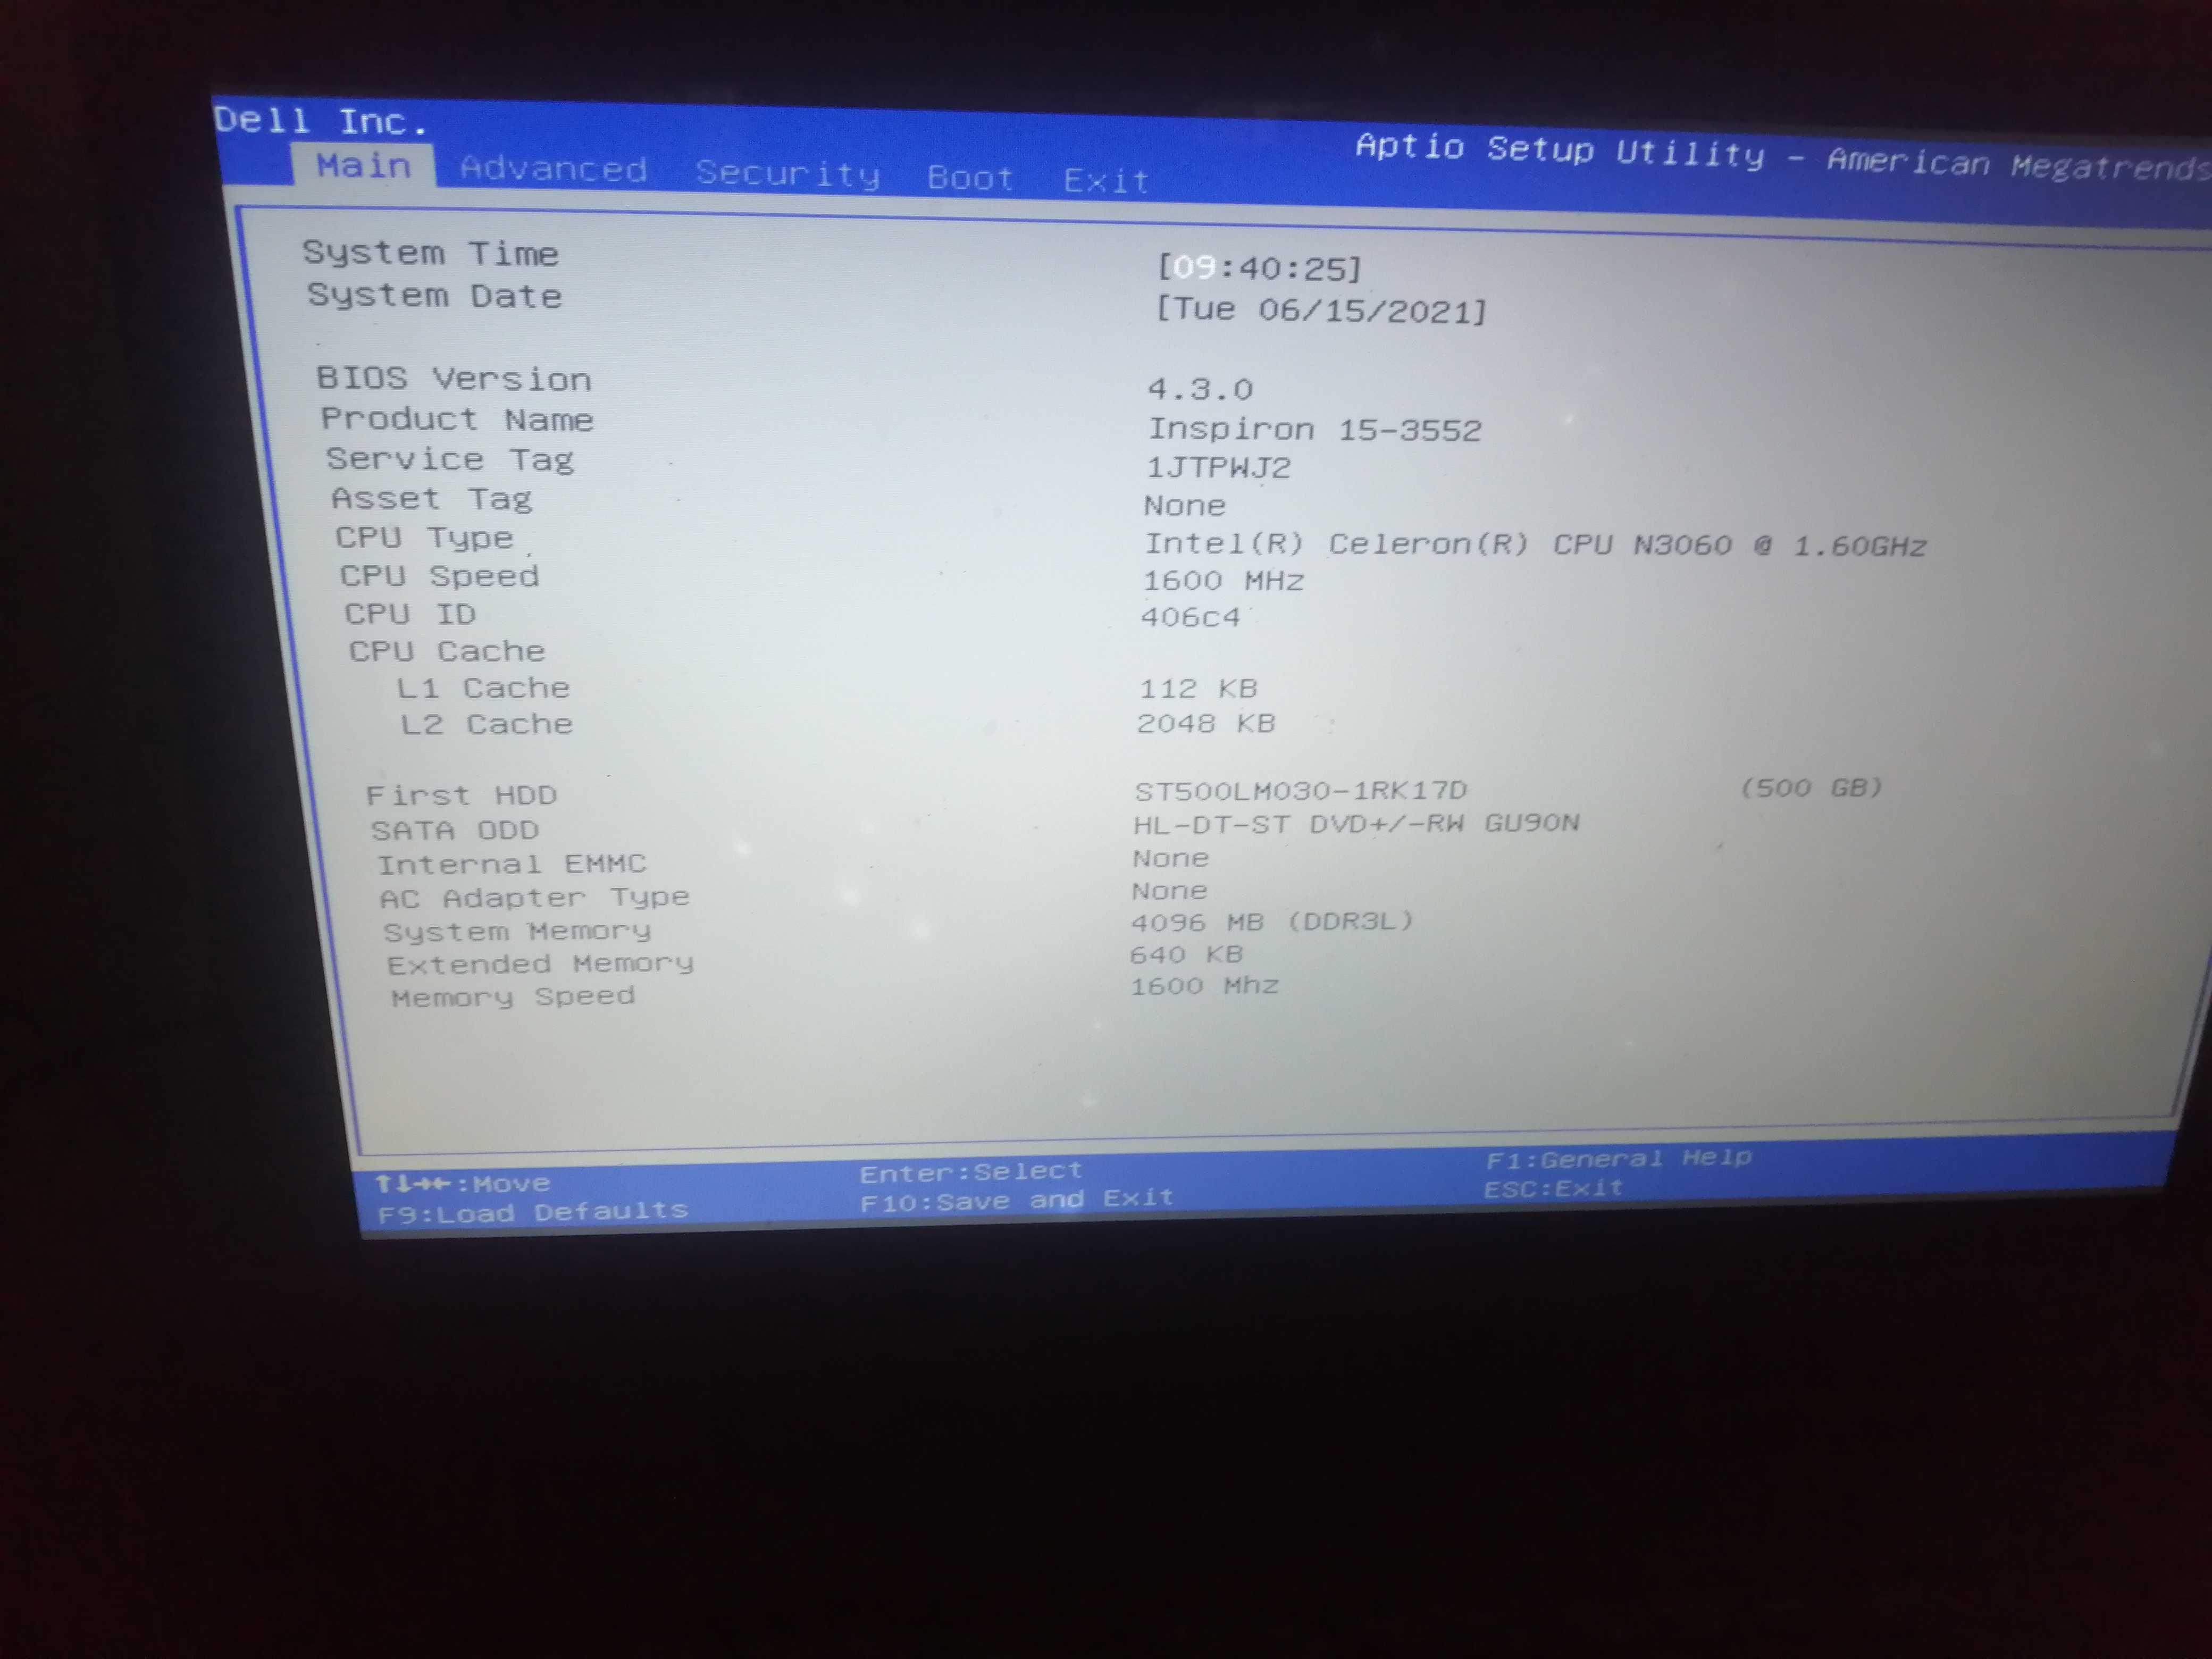 Dell Inc.
Aptio Setup Utility - American Megatrends
Main Advanced Security Boot Exit
System Time [09:40:25]
System Date [Tue 06/15/2021]
BIOS Version 4.3.0
Product Name Inspiron 15-3552
Service Tag 1JTPWJ2
Asset Tag None
CPU Type Intel(R) Celeron(R) CPU N3060 @ 1.60GHz
CPU Speed 1600 MHz
CPU ID 406c4
CPU Cache
L1 Cache 112 KB
L2 Cache 2048 KB
First HDD ST500LM030-1RK17D (500 GB)
SATA ODD HL-DT-ST DVD+/-RW GU90N
Internal EMMC None
AC Adapter Type None
System Memory 4096 MB (DDR3L)
Extended Memory 640 KB
Memory Speed 1600 Mhz
↑↓→←:Move Enter:Select F1:General Help
F9:Load Defaults F10:Save and Exit ESC:Exit